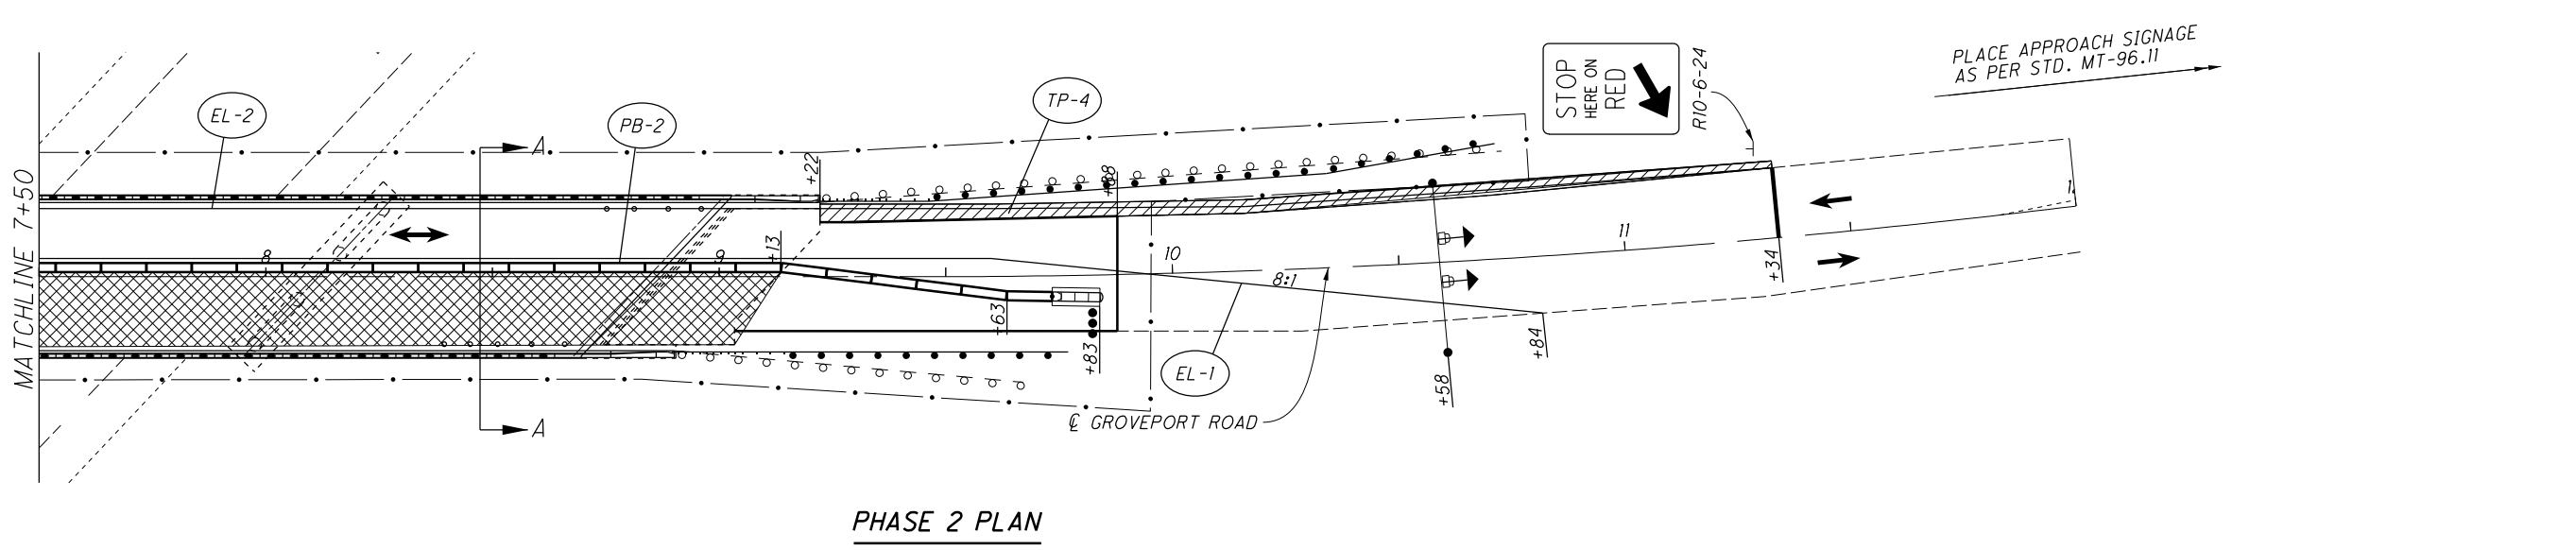 PLACE APPROACH SIGNAGE
AS PER STD. MT-96.11
STOP
HERE ON
RED
R10-6-24
EL-2
PB-2
TP-4
A
+22
+88
MATCHLINE 7+50
8
9
+13
10
11
+34
8:1
+63
+83
EL-1
+84
+58
A
℄ GROVEPORT ROAD
PHASE 2 PLAN